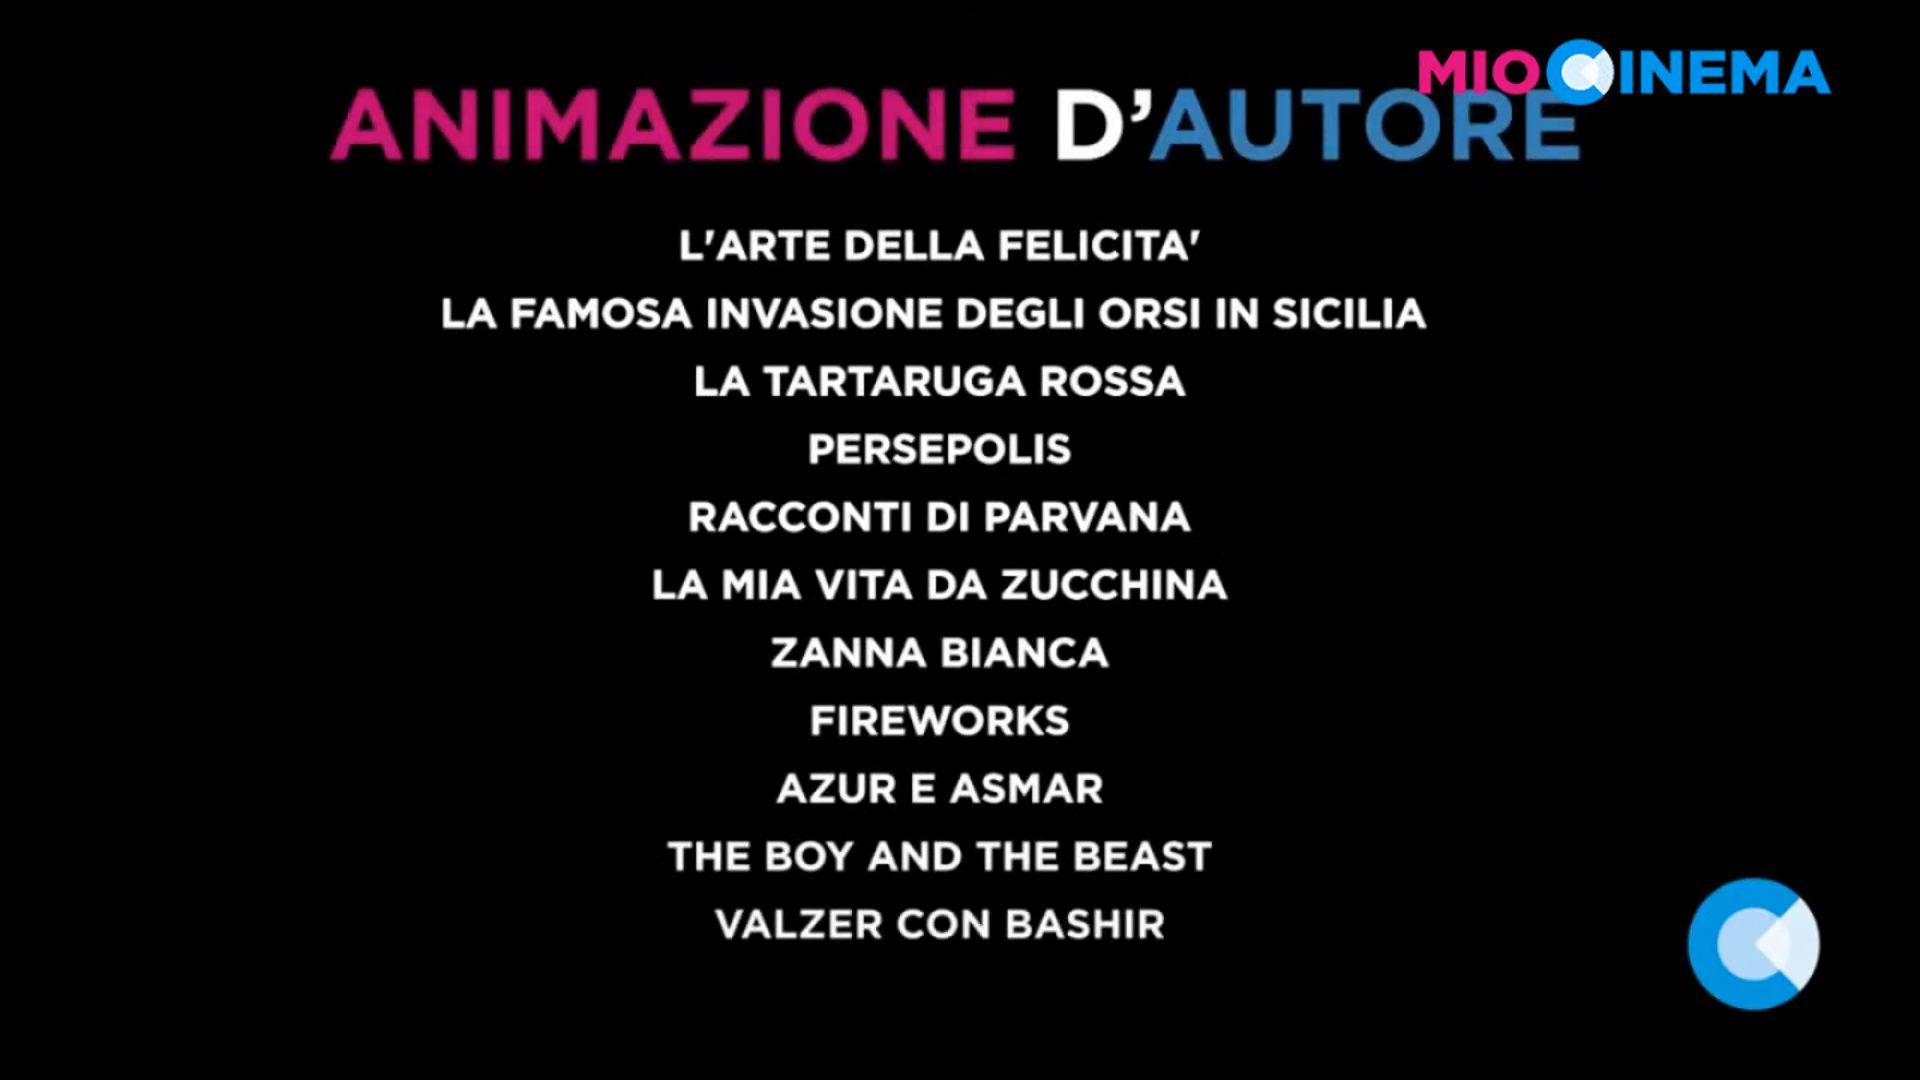 MIOCINEMA
ANIMAZIONE D'AUTORE
L'ARTE DELLA FELICITA'
LA FAMOSA INVASIONE DEGLI ORSI IN SICILIA
LA TARTARUGA ROSSA
PERSEPOLIS
RACCONTI DI PARVANA
LA MIA VITA DA ZUCCHINA
ZANNA BIANCA
FIREWORKS
AZUR E ASMAR
THE BOY AND THE BEAST
VALZER CON BASHIR